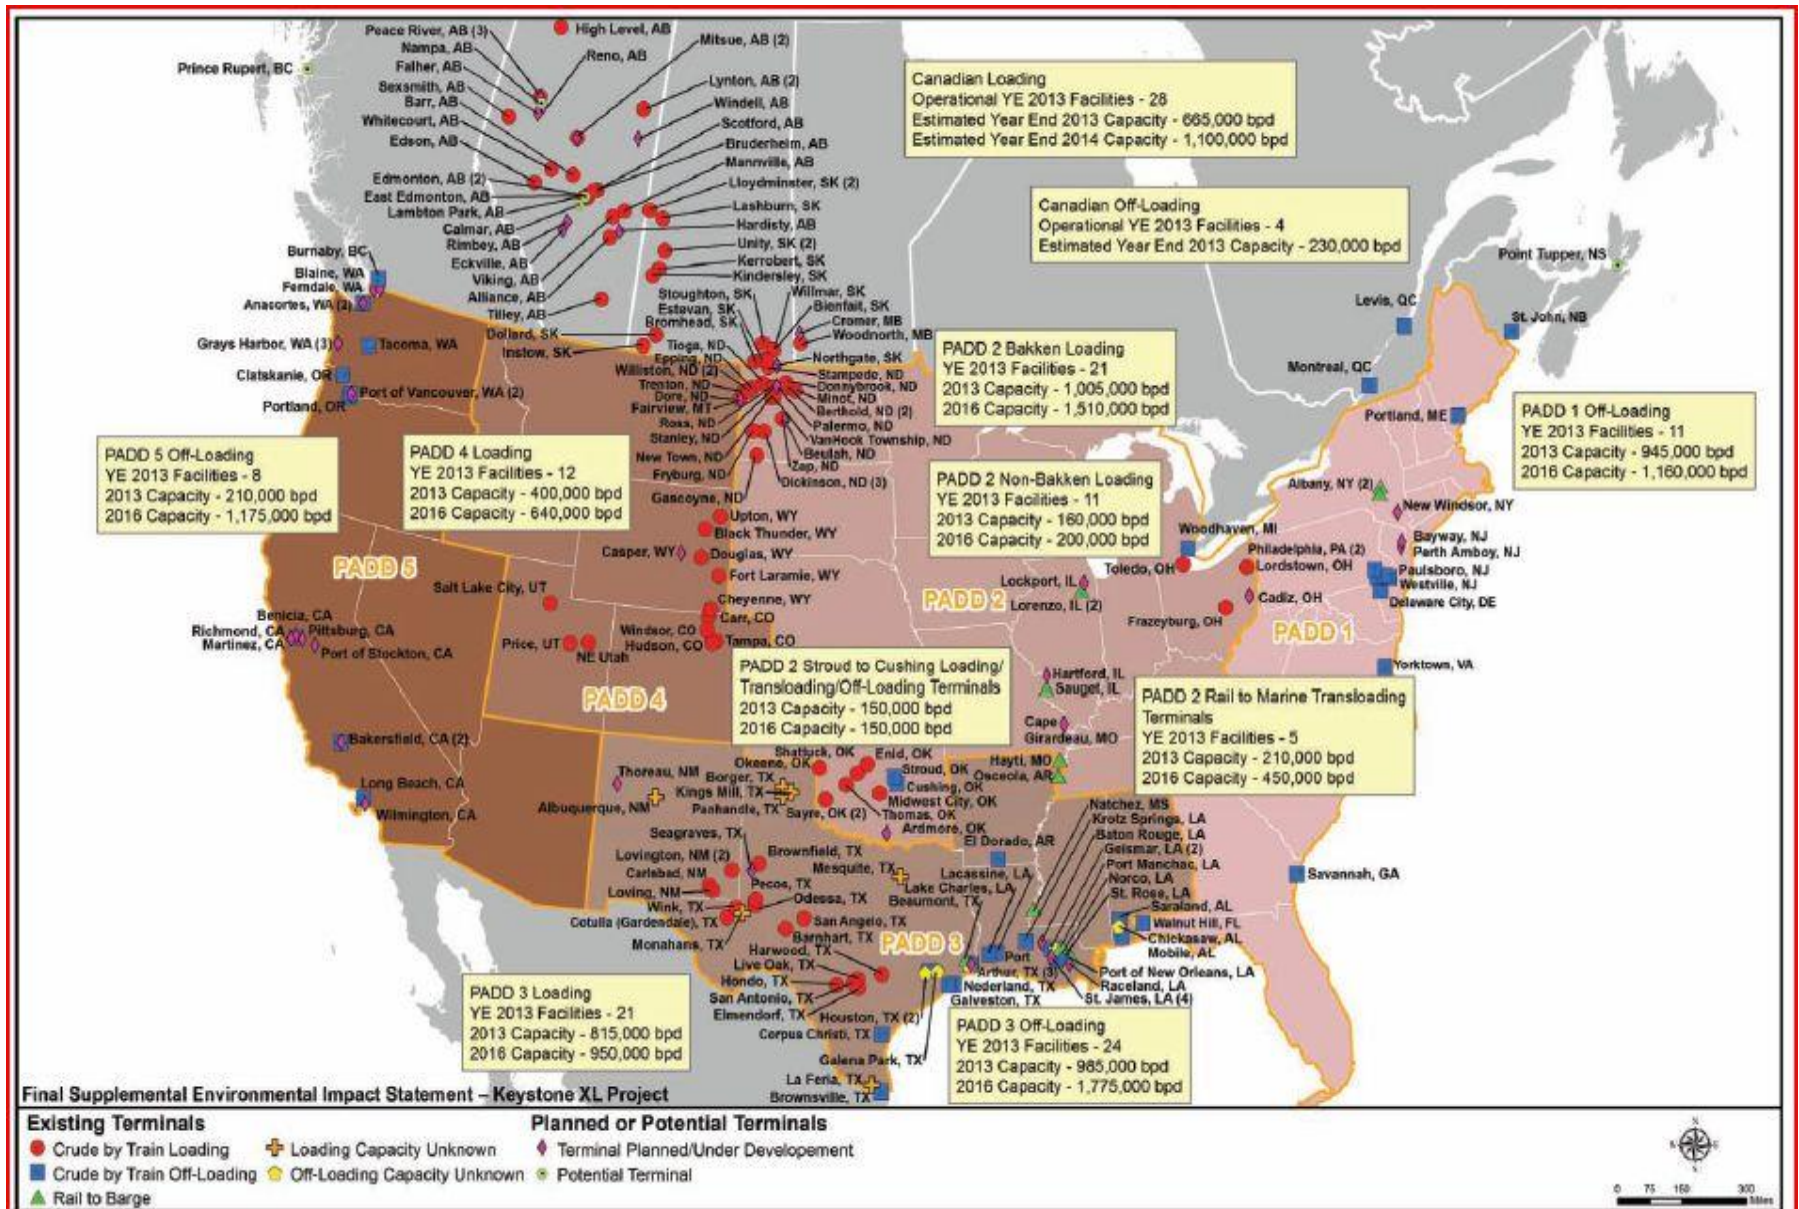 Peace River, AB (3)
Nampa, AB
Falher, AB
Sexsmith, AB
Barr, AB
Whitecourt, AB
Edson, AB
Edmonton, AB (2)
East Edmonton, AB
Lambton Park, AB
Calmar, AB
Rimbey, AB
Eckville, AB
Viking, AB
Alliance, AB
Tilley, AB
High Level, AB
Reno, AB
Mitsue, AB (2)
Lynton, AB (2)
Windell, AB
Scotford, AB
Bruderheim, AB
Mannville, AB
Lloydminster, SK (2)
Lashburn, SK
Hardisty, AB
Unity, SK (2)
Kerrobert, SK
Kindersley, SK
Prince Rupert, BC
Canadian Loading
Operational YE 2013 Facilities - 28
Estimated Year End 2013 Capacity - 665,000 bpd
Estimated Year End 2014 Capacity - 1,100,000 bpd
Canadian Off-Loading
Operational YE 2013 Facilities - 4
Estimated Year End 2013 Capacity - 230,000 bpd
Point Tupper, NS
Levis, QC
St. John, NB
Montreal, QC
Portland, ME
Burnaby, BC
Blaine, WA
Ferndale, WA
Anasortes, WA (2)
Grays Harbor, WA (3)
Tacoma, WA
Clatskanie, OR
Port of Vancouver, WA (2)
Portland, OR
Stoughton, SK
Estevan, SK
Bromhead, SK
Dollard, SK
Instow, SK
Willmar, SK
Bienfait, SK
Cromer, MB
Woodnorth, MB
Northgate, SK
Tioga, ND
Epping, ND
Williston, ND (2)
Trenton, ND
Dore, ND
Fairview, MT
Ross, ND
Stanley, ND
New Town, ND
Fryburg, ND
Gascoyne, ND
Stampede, ND
Donnybrook, ND
Minot, ND
Berthold, ND (2)
Palermo, ND
VanHook Township, ND
Beulah, ND
Zap, ND
Dickinson, ND (3)
PADD 2 Bakken Loading
YE 2013 Facilities - 21
2013 Capacity - 1,005,000 bpd
2016 Capacity - 1,510,000 bpd
PADD 1 Off-Loading
YE 2013 Facilities - 11
2013 Capacity - 945,000 bpd
2016 Capacity - 1,160,000 bpd
PADD 5 Off-Loading
YE 2013 Facilities - 8
2013 Capacity - 210,000 bpd
2016 Capacity - 1,175,000 bpd
PADD 4 Loading
YE 2013 Facilities - 12
2013 Capacity - 400,000 bpd
2016 Capacity - 640,000 bpd
PADD 2 Non-Bakken Loading
YE 2013 Facilities - 11
2013 Capacity - 160,000 bpd
2016 Capacity - 200,000 bpd
Albany, NY (2)
New Windsor, NY
Bayway, NJ
Perth Amboy, NJ
Woodhaven, MI
Philadelphia, PA (2)
Toledo, OH
Lordstown, OH
Paulsboro, NJ
Westville, NJ
Delaware City, DE
Cadiz, OH
Frazeyburg, OH
Lockport, IL
Lorenzo, IL (2)
Yorktown, VA
Upton, WY
Black Thunder, WY
Casper, WY
Douglas, WY
Fort Laramie, WY
Cheyenne, WY
Carr, CO
Windsor, CO
Hudson, CO
Tampa, CO
Salt Lake City, UT
Price, UT
NE Utah
PADD 5
PADD 2
PADD 1
PADD 4
Benicia, CA
Richmond, CA
Pittsburg, CA
Martinez, CA
Port of Stockton, CA
Bakersfield, CA (2)
Long Beach, CA
Wilmington, CA
PADD 2 Stroud to Cushing Loading/
Transloading/Off-Loading Terminals
2013 Capacity - 150,000 bpd
2016 Capacity - 150,000 bpd
Hartford, IL
Sauget, IL
Cape
Girardeau, MO
Hayti, MO
Osceola, AR
PADD 2 Rail to Marine Transloading
Terminals
YE 2013 Facilities - 5
2013 Capacity - 210,000 bpd
2016 Capacity - 450,000 bpd
Shattuck, OK
Enid, OK
Okeene, OK
Stroud, OK
Cushing, OK
Midwest City, OK
Thomas, OK
Ardmore, OK
Sayre, OK (2)
Thoreau, NM
Albuquerque, NM
Borger, TX
Kings Mill, TX
Panhandle, TX
Seagraves, TX
Brownfield, TX
Lovington, NM (2)
Carlsbad, NM
Loving, NM
Pecos, TX
Wink, TX
Odessa, TX
Cotulla (Gardendale), TX
Monahans, TX
San Angelo, TX
Barnhart, TX
Harwood, TX
Live Oak, TX
Hondo, TX
San Antonio, TX
Elmendorf, TX
Houston, TX (2)
Corpus Christi, TX
Galena Park, TX
La Feria, TX
Brownsville, TX
Mesquite, TX
El Dorado, AR
Lacassine, LA
Lake Charles, LA
Beaumont, TX
Natchez, MS
Krotz Springs, LA
Baton Rouge, LA
Geismar, LA (2)
Port Manchac, LA
Norco, LA
St. Rose, LA
Saraland, AL
Walnut Hill, FL
Chickasaw, AL
Mobile, AL
Savannah, GA
PADD 3
Port
Arthur, TX (3)
Nederland, TX
Galveston, TX
Port of New Orleans, LA
Raceland, LA
St. James, LA (4)
PADD 3 Loading
YE 2013 Facilities - 21
2013 Capacity - 815,000 bpd
2016 Capacity - 950,000 bpd
PADD 3 Off-Loading
YE 2013 Facilities - 24
2013 Capacity - 985,000 bpd
2016 Capacity - 1,775,000 bpd
Final Supplemental Environmental Impact Statement – Keystone XL Project
Existing Terminals
Crude by Train Loading
Crude by Train Off-Loading
Rail to Barge
Loading Capacity Unknown
Off-Loading Capacity Unknown
Planned or Potential Terminals
Terminal Planned/Under Developement
Potential Terminal
N
S
0 75 150 300
Miles